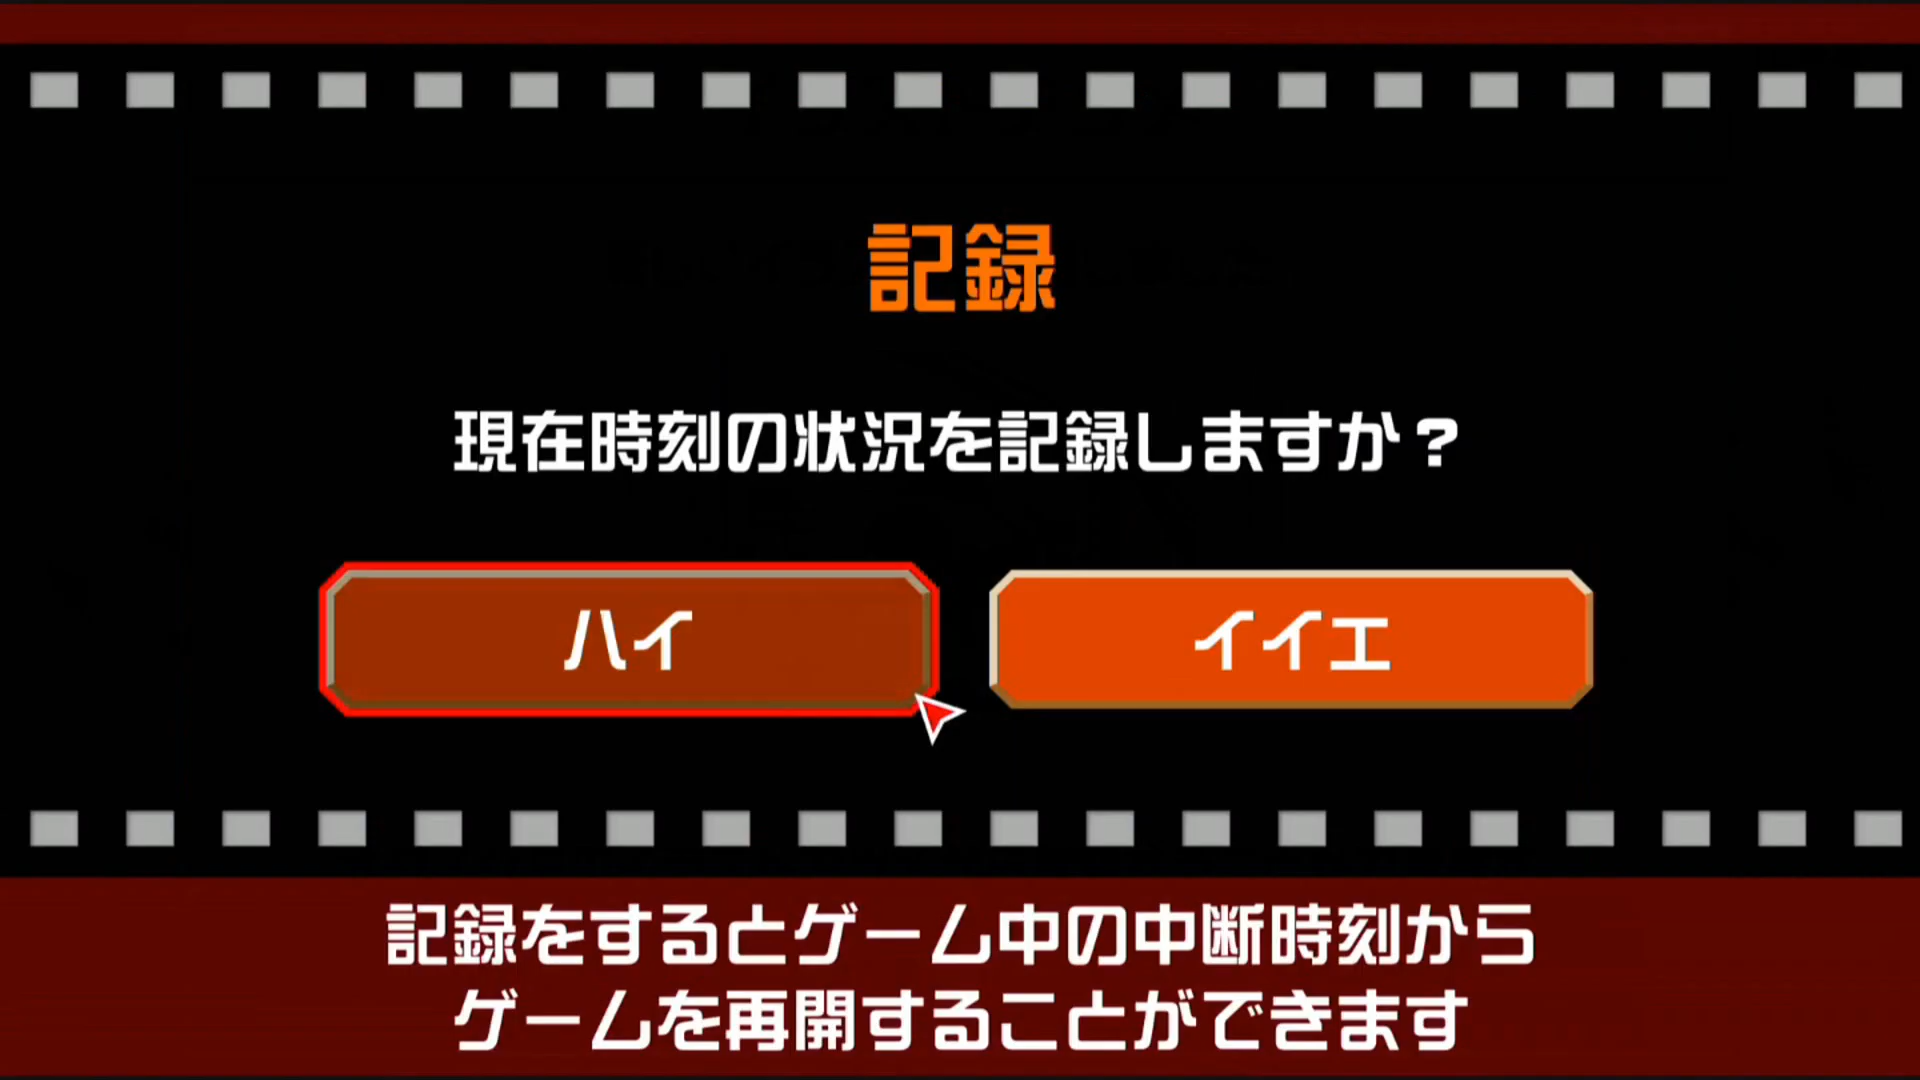 記録
現在時刻の状況を記録しますか？
ハイ
イイエ
記録をするとゲーム中の中断時刻から
ゲームを再開することができます